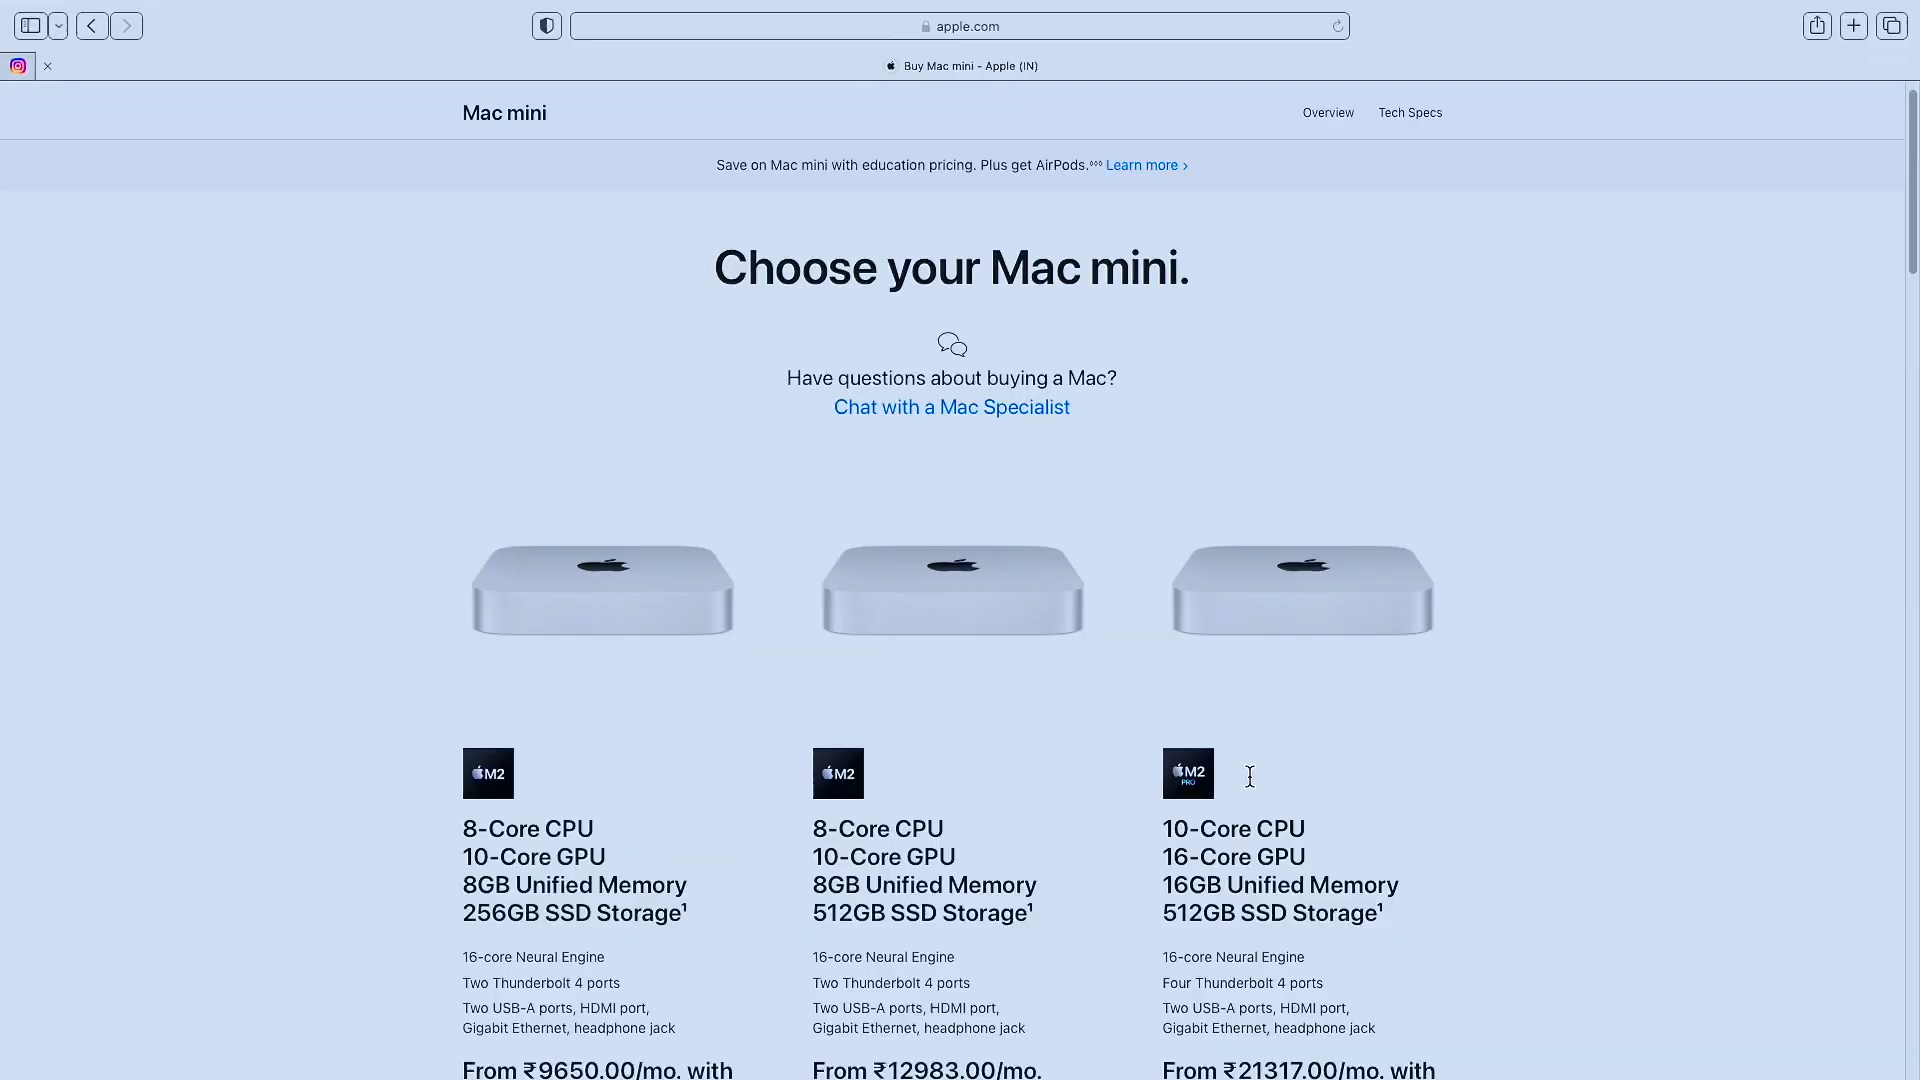 apple.com
Buy Mac mini - Apple (IN)
Mac mini
Overview
Tech Specs
Save on Mac mini with education pricing. Plus get AirPods.◊◊◊ Learn more >
Choose your Mac mini.
Have questions about buying a Mac?
Chat with a Mac Specialist
M2
8-Core CPU
10-Core GPU
8GB Unified Memory
256GB SSD Storage¹
16-core Neural Engine
Two Thunderbolt 4 ports
Two USB-A ports, HDMI port,
Gigabit Ethernet, headphone jack
From ₹9650.00/mo. with
M2
8-Core CPU
10-Core GPU
8GB Unified Memory
512GB SSD Storage¹
16-core Neural Engine
Two Thunderbolt 4 ports
Two USB-A ports, HDMI port,
Gigabit Ethernet, headphone jack
From ₹12983.00/mo.
M2
PRO
10-Core CPU
16-Core GPU
16GB Unified Memory
512GB SSD Storage¹
16-core Neural Engine
Four Thunderbolt 4 ports
Two USB-A ports, HDMI port,
Gigabit Ethernet, headphone jack
From ₹21317.00/mo. with